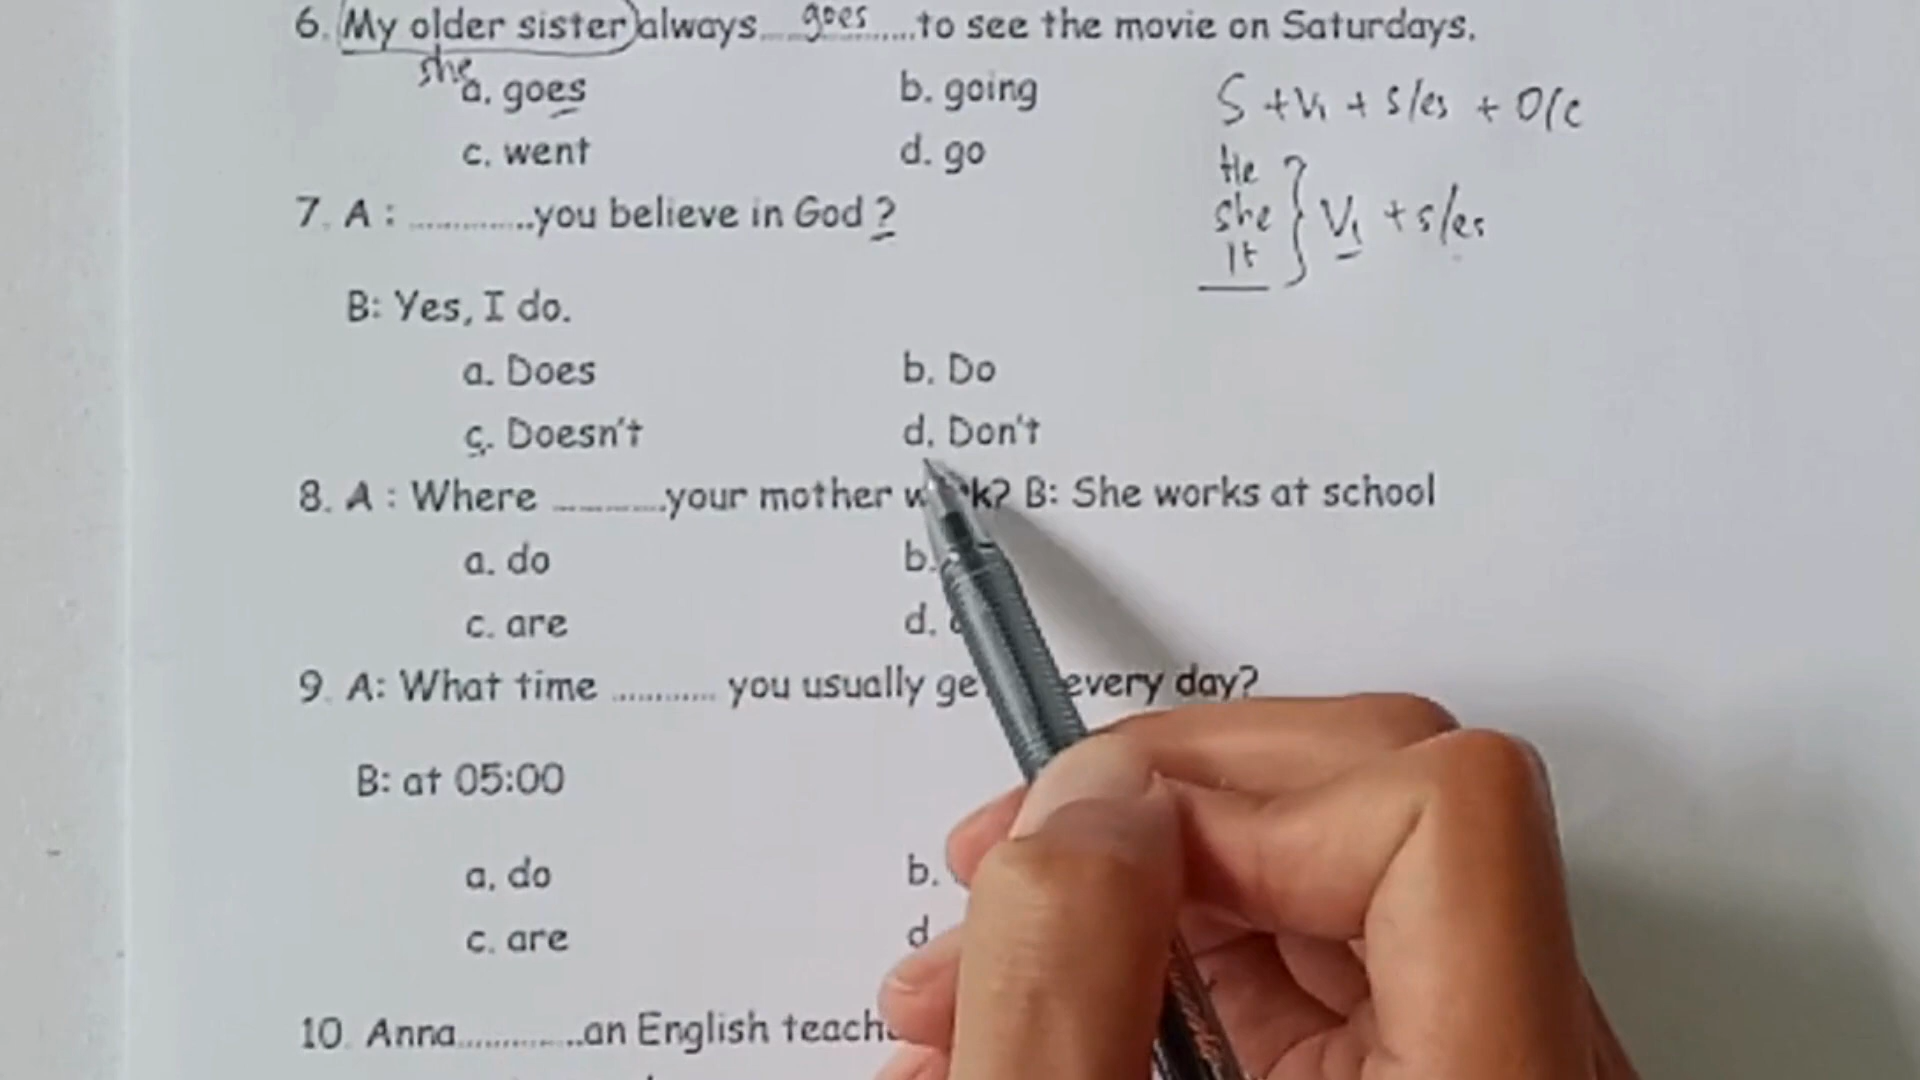 6. My older sister always goes to see the movie on Saturdays.
she
a. goes b. going
c. went d. go
S + V1 + s/es + O/c
He
she
It
V1 + s/es
7. A : ............you believe in God ?
B: Yes, I do.
a. Does b. Do
c. Doesn't d. Don't
8. A : Where ..........your mother k? B: She works at school
a. do b.
c. are d.
9. A: What time ............ you usually ge every day?
B: at 05:00
a. do b.
c. are d
10. Anna............an English teach